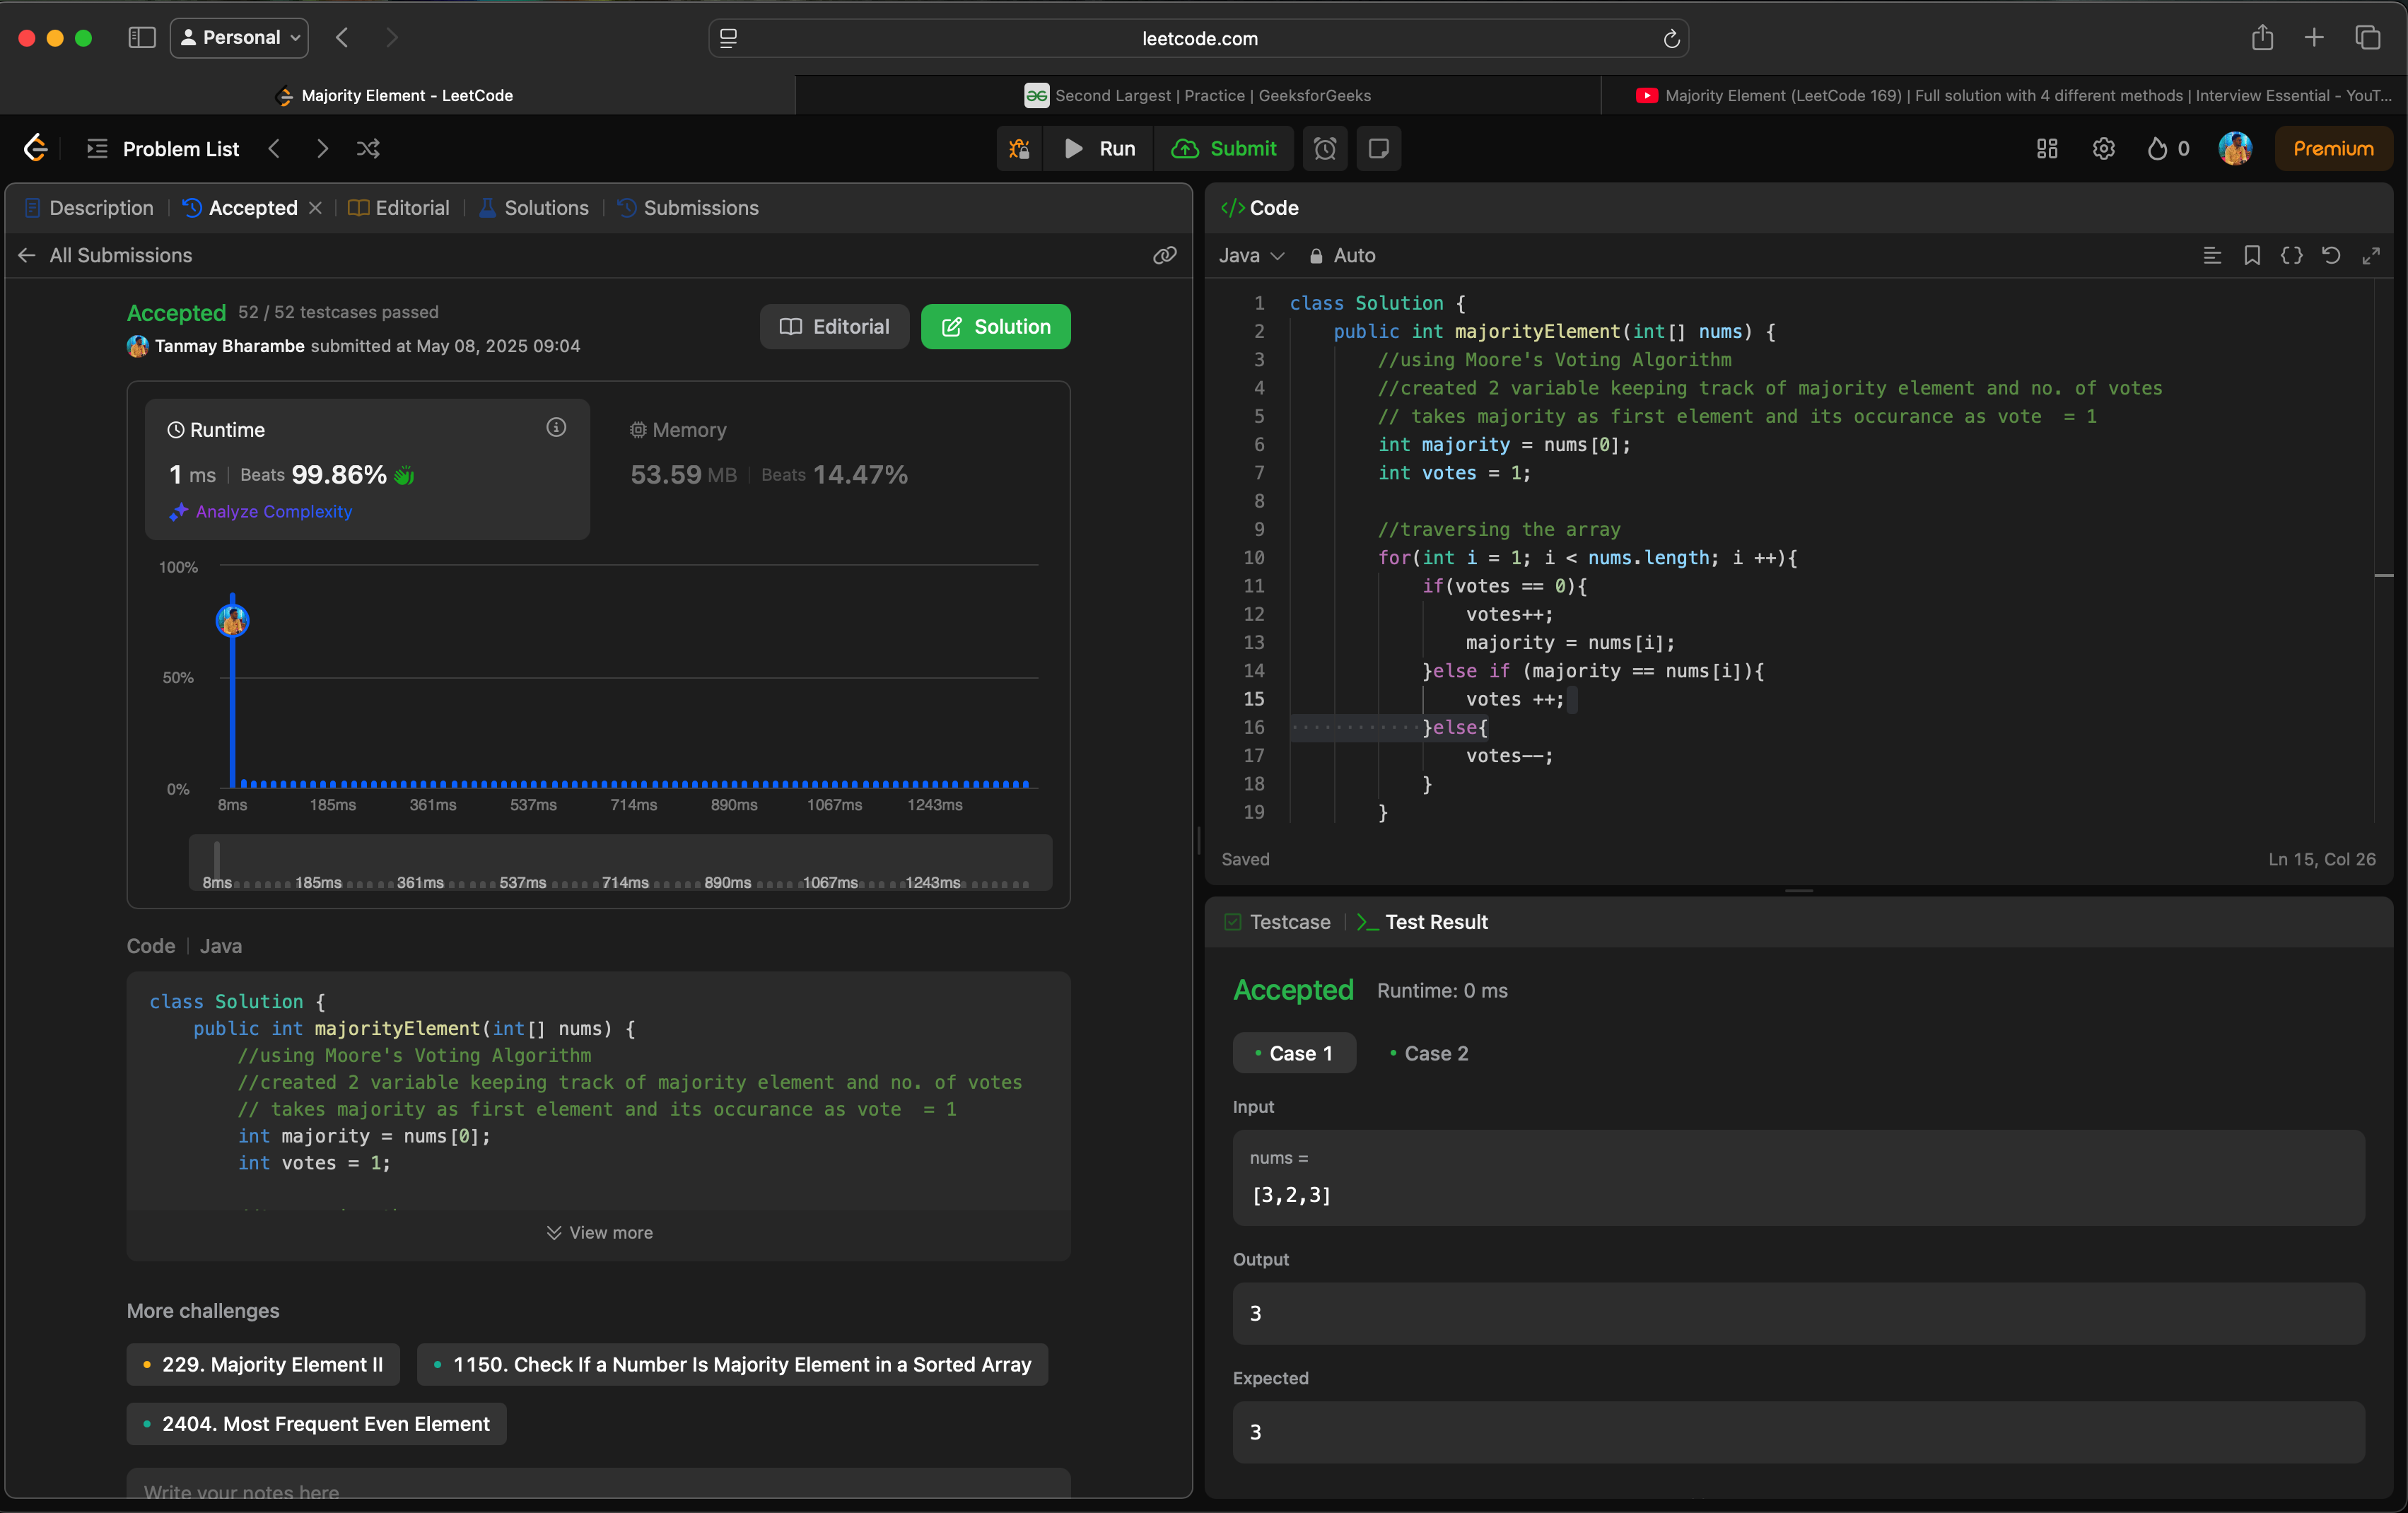 Personal
leetcode.com
Majority Element - LeetCode
Second Largest | Practice | GeeksforGeeks
Majority Element (LeetCode 169) | Full solution with 4 different methods | Interview Essential - YouT...
Problem List
Run
Submit
0
Premium
Description
Accepted
Editorial
Solutions
Submissions
All Submissions
Accepted 52 / 52 testcases passed
Tanmay Bharambe submitted at May 08, 2025 09:04
Editorial
Solution
Runtime
1 ms | Beats 99.86%
Analyze Complexity
Memory
53.59 MB | Beats 14.47%
100%
50%
0%
8ms 185ms 361ms 537ms 714ms 890ms 1067ms 1243ms
8ms 185ms 361ms 537ms 714ms 890ms 1067ms 1243ms
Code | Java
class Solution {
public int majorityElement(int[] nums) {
//using Moore's Voting Algorithm
//created 2 variable keeping track of majority element and no. of votes
// takes majority as first element and its occurance as vote  = 1
int majority = nums[0];
int votes = 1;
View more
More challenges
229. Majority Element II
1150. Check If a Number Is Majority Element in a Sorted Array
2404. Most Frequent Even Element
Write your notes here
</> Code
Java
Auto
1 class Solution {
2 public int majorityElement(int[] nums) {
3 //using Moore's Voting Algorithm
4 //created 2 variable keeping track of majority element and no. of votes
5 // takes majority as first element and its occurance as vote  = 1
6 int majority = nums[0];
7 int votes = 1;
8
9 //traversing the array
10 for(int i = 1; i < nums.length; i ++){
11 if(votes == 0){
12 votes++;
13 majority = nums[i];
14 }else if (majority == nums[i]){
15 votes ++;
16 }else{
17 votes--;
18 }
19 }
Saved
Ln 15, Col 26
Testcase
Test Result
Accepted Runtime: 0 ms
Case 1
Case 2
Input
nums =
[3,2,3]
Output
3
Expected
3